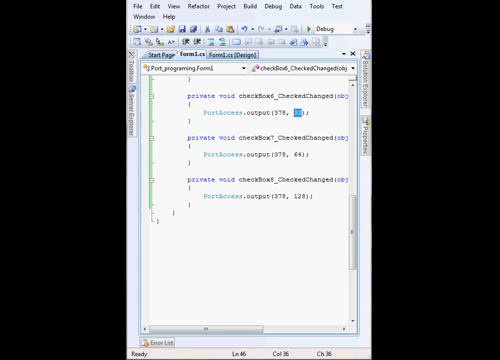 File Edit View Refactor Project Build Debug Data Tools Test
Window Help
Debug
Start Page Form1.cs Form1.cs [Design]
Port_programing.Form1 checkBox6_CheckedChanged(obj
Toolbox
Server Explorer
Solution Explorer
Properties
}
private void checkBox6_CheckedChanged(obj
{
PortAccess.output(378, 32);
}
private void checkBox7_CheckedChanged(obj
{
PortAccess.output(378, 64);
}
private void checkBox8_CheckedChanged(obj
{
PortAccess.output(378, 128);
}
}
}
Error List
Ready Ln 46 Col 36 Ch 36